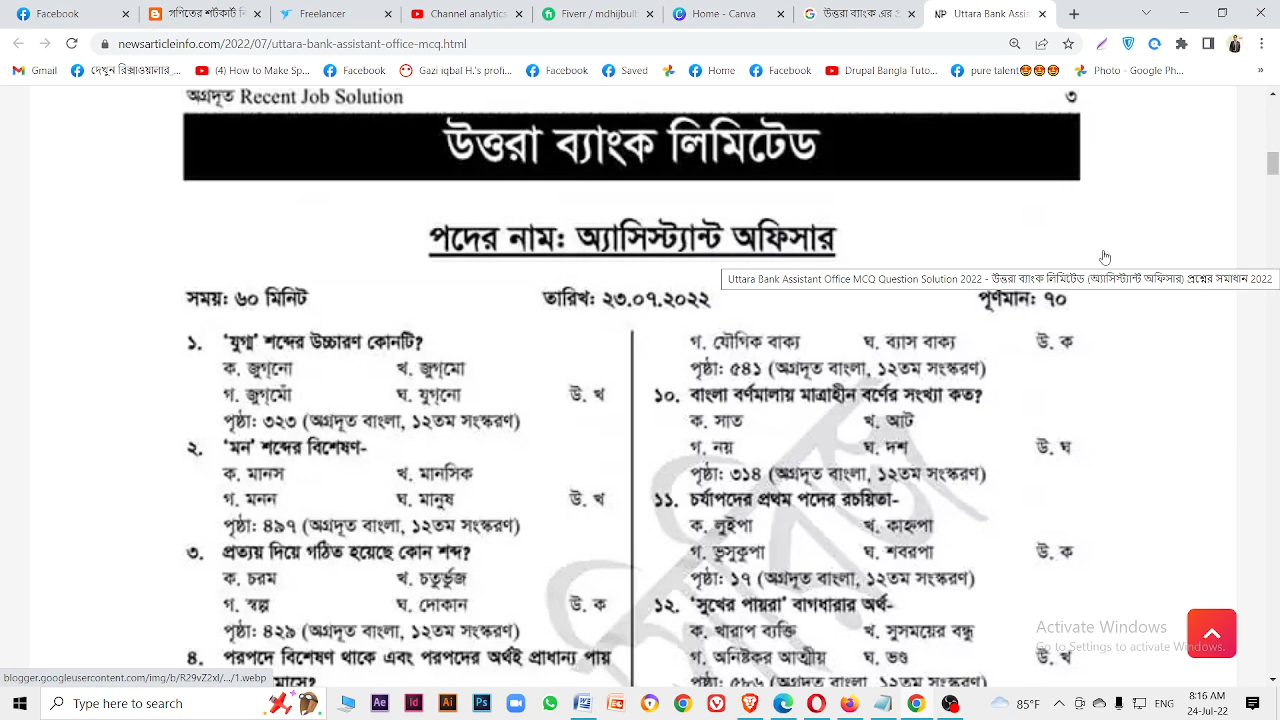 Freelancer
Channel analytic
Fiverr / mdhijbult
Home - Canva
উত্তরা ব্যাংক এর
Uttara Bank Assis
newsarticleinfo.com/2022/07/uttara-bank-assistant-office-mcq.html
Gmail
(4) How to Make Sp...
Facebook
Gazi iqbal H.'s profi...
Facebook
Saved
Home
Facebook
Drupal Bangla Tuto...
pure talent
Photo - Google Ph...
অগ্রদূত Recent Job Solution ৩
উত্তরা ব্যাংক লিমিটেড
পদের নাম: অ্যাসিস্ট্যান্ট অফিসার
Uttara Bank Assistant Office MCQ Question Solution 2022 - উত্তরা ব্যাংক লিমিটেড (অ্যাসিস্ট্যান্ট অফিসার) প্রশ্নের সমাধান 2022
সময়: ৬০ মিনিট তারিখ: ২৩.০৭.২০২২ পূর্ণমান: ৭০
১. ‘যুগ্ম’ শব্দের উচ্চারণ কোনটি?
ক. জুগ্‌নো খ. জুগ্‌মো
গ. জুগ্‌মোঁ ঘ. যুগ্‌নো উ. খ
পৃষ্ঠা: ৩২৩ (অগ্রদূত বাংলা, ১২তম সংস্করণ)
২. ‘মন’ শব্দের বিশেষণ-
ক. মানস খ. মানসিক
গ. মনন ঘ. মানুষ উ. খ
পৃষ্ঠা: ৪৯৭ (অগ্রদূত বাংলা, ১২তম সংস্করণ)
৩. প্রত্যয় দিয়ে গঠিত হয়েছে কোন শব্দ?
ক. চরম খ. চতুর্ভুজ
গ. স্বল্প ঘ. দোকান উ. ক
পৃষ্ঠা: ৪২৯ (অগ্রদূত বাংলা, ১২তম সংস্করণ)
৪. পরপদে বিশেষণ থাকে এবং পরপদের অর্থই প্রাধান্য পায়
গ. যৌগিক বাক্য ঘ. ব্যাস বাক্য উ. ক
পৃষ্ঠা: ৫৪১ (অগ্রদূত বাংলা, ১২তম সংস্করণ)
১০. বাংলা বর্ণমালায় মাত্রাহীন বর্ণের সংখ্যা কত?
ক. সাত খ. আট
গ. নয় ঘ. দশ উ. ঘ
পৃষ্ঠা: ৩১৪ (অগ্রদূত বাংলা, ১২তম সংস্করণ)
১১. চর্যাপদের প্রথম পদের রচয়িতা-
ক. লুইপা খ. কাহ্নপা
গ. ভুসুকুপা ঘ. শবরপা উ. ক
পৃষ্ঠা: ১৭ (অগ্রদূত বাংলা, ১২তম সংস্করণ)
১২. ‘সুখের পায়রা’ বাগধারার অর্থ-
ক. খারাপ ব্যক্তি খ. সুসময়ের বন্ধু
গ. অনিষ্টকর আত্মীয় ঘ. ভণ্ড উ. খ
Activate Windows
Go to Settings to activate Windows.
blogger.googleusercontent.com/img/b/R29vZ2xl/.../1.webp
Type here to search
85°F
ENG
8:16 AM
24-Jul-22